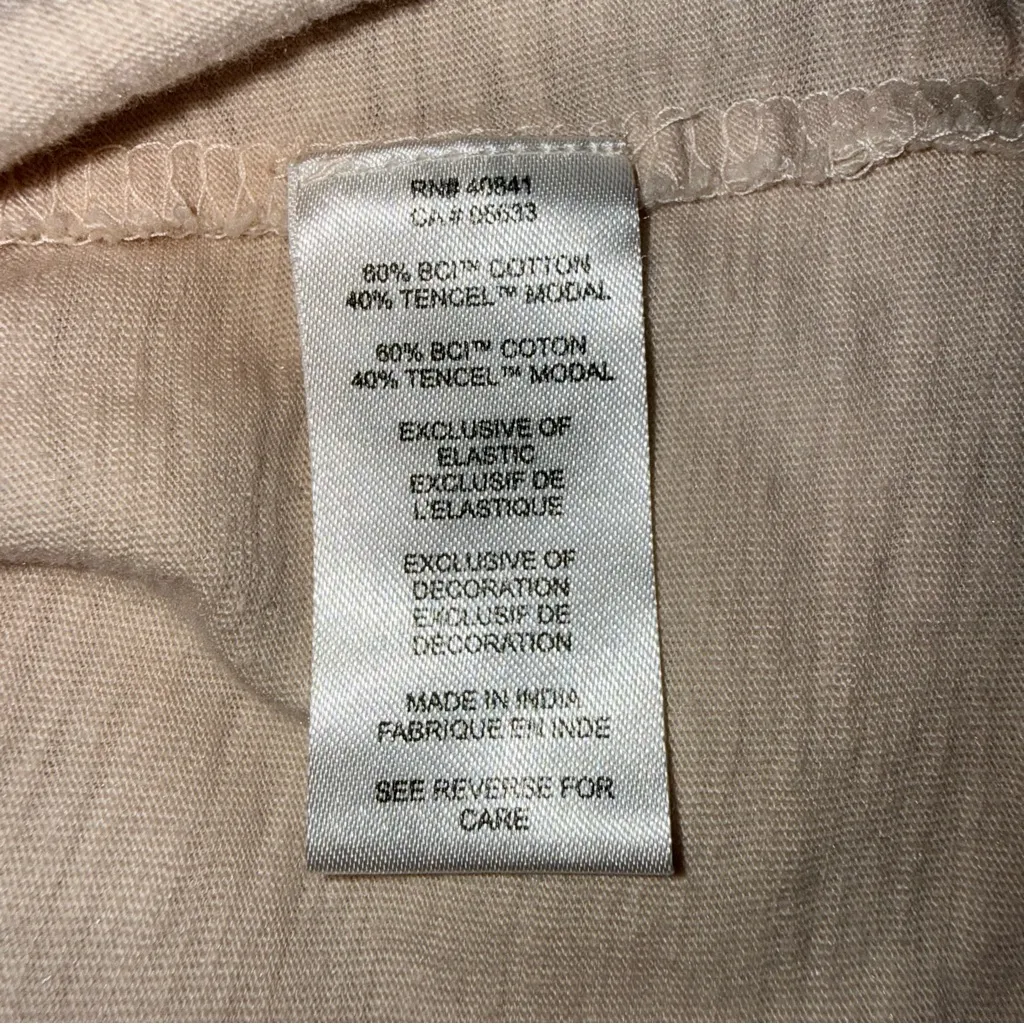 RN# 40841
CA # 05633
60% BCI™ COTTON
40% TENCEL™ MODAL
60% BCI™ COTON
40% TENCEL™ MODAL
EXCLUSIVE OF
ELASTIC
EXCLUSIF DE
L'ELASTIQUE
EXCLUSIVE OF
DECORATION
EXCLUSIF DE
DÉCORATION
MADE IN INDIA
FABRIQUE EN INDE
SEE REVERSE FOR
CARE